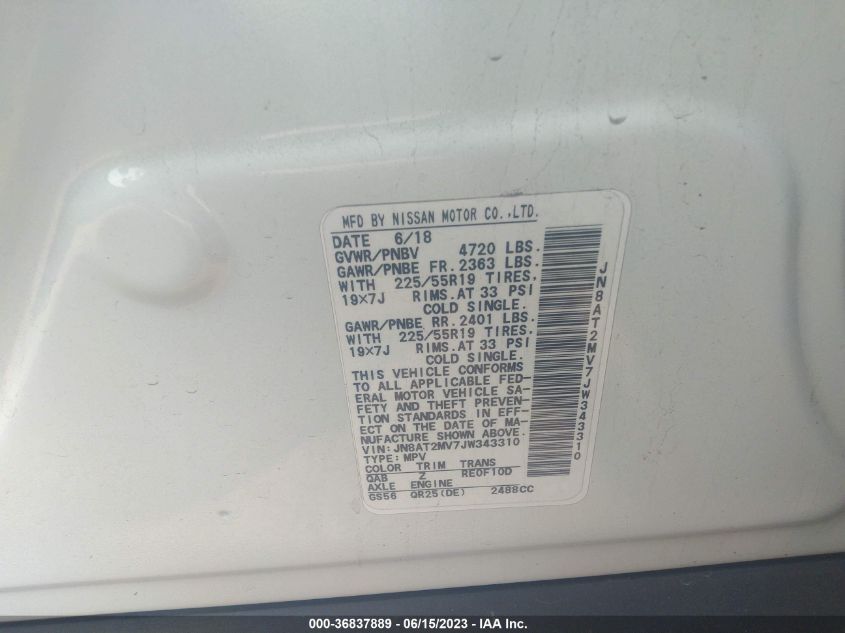 MFD BY NISSAN MOTOR CO.,LTD.
DATE 6/18
GVWR/PNBV 4720 LBS.
GAWR/PNBE FR. 2363 LBS.
WITH 225/55R19 TIRES.
19×7J RIMS.AT 33 PSI
COLD SINGLE.
GAWR/PNBE RR. 2401 LBS.
WITH 225/55R19 TIRES.
19×7J RIMS.AT 33 PSI
COLD SINGLE.
THIS VEHICLE CONFORMS
TO ALL APPLICABLE FED-
ERAL MOTOR VEHICLE SA-
FETY AND THEFT PREVEN-
TION STANDARDS IN EFF-
ECT ON THE DATE OF MA-
NUFACTURE SHOWN ABOVE.
VIN:JN8AT2MV7JW343310
TYPE:MPV
COLOR TRIM TRANS
QAB Z RE0F10D
AXLE ENGINE
GS56 QR25(DE) 2488CC
JN8AT2MV7JW343310
000-36837889 - 06/15/2023 - IAA Inc.